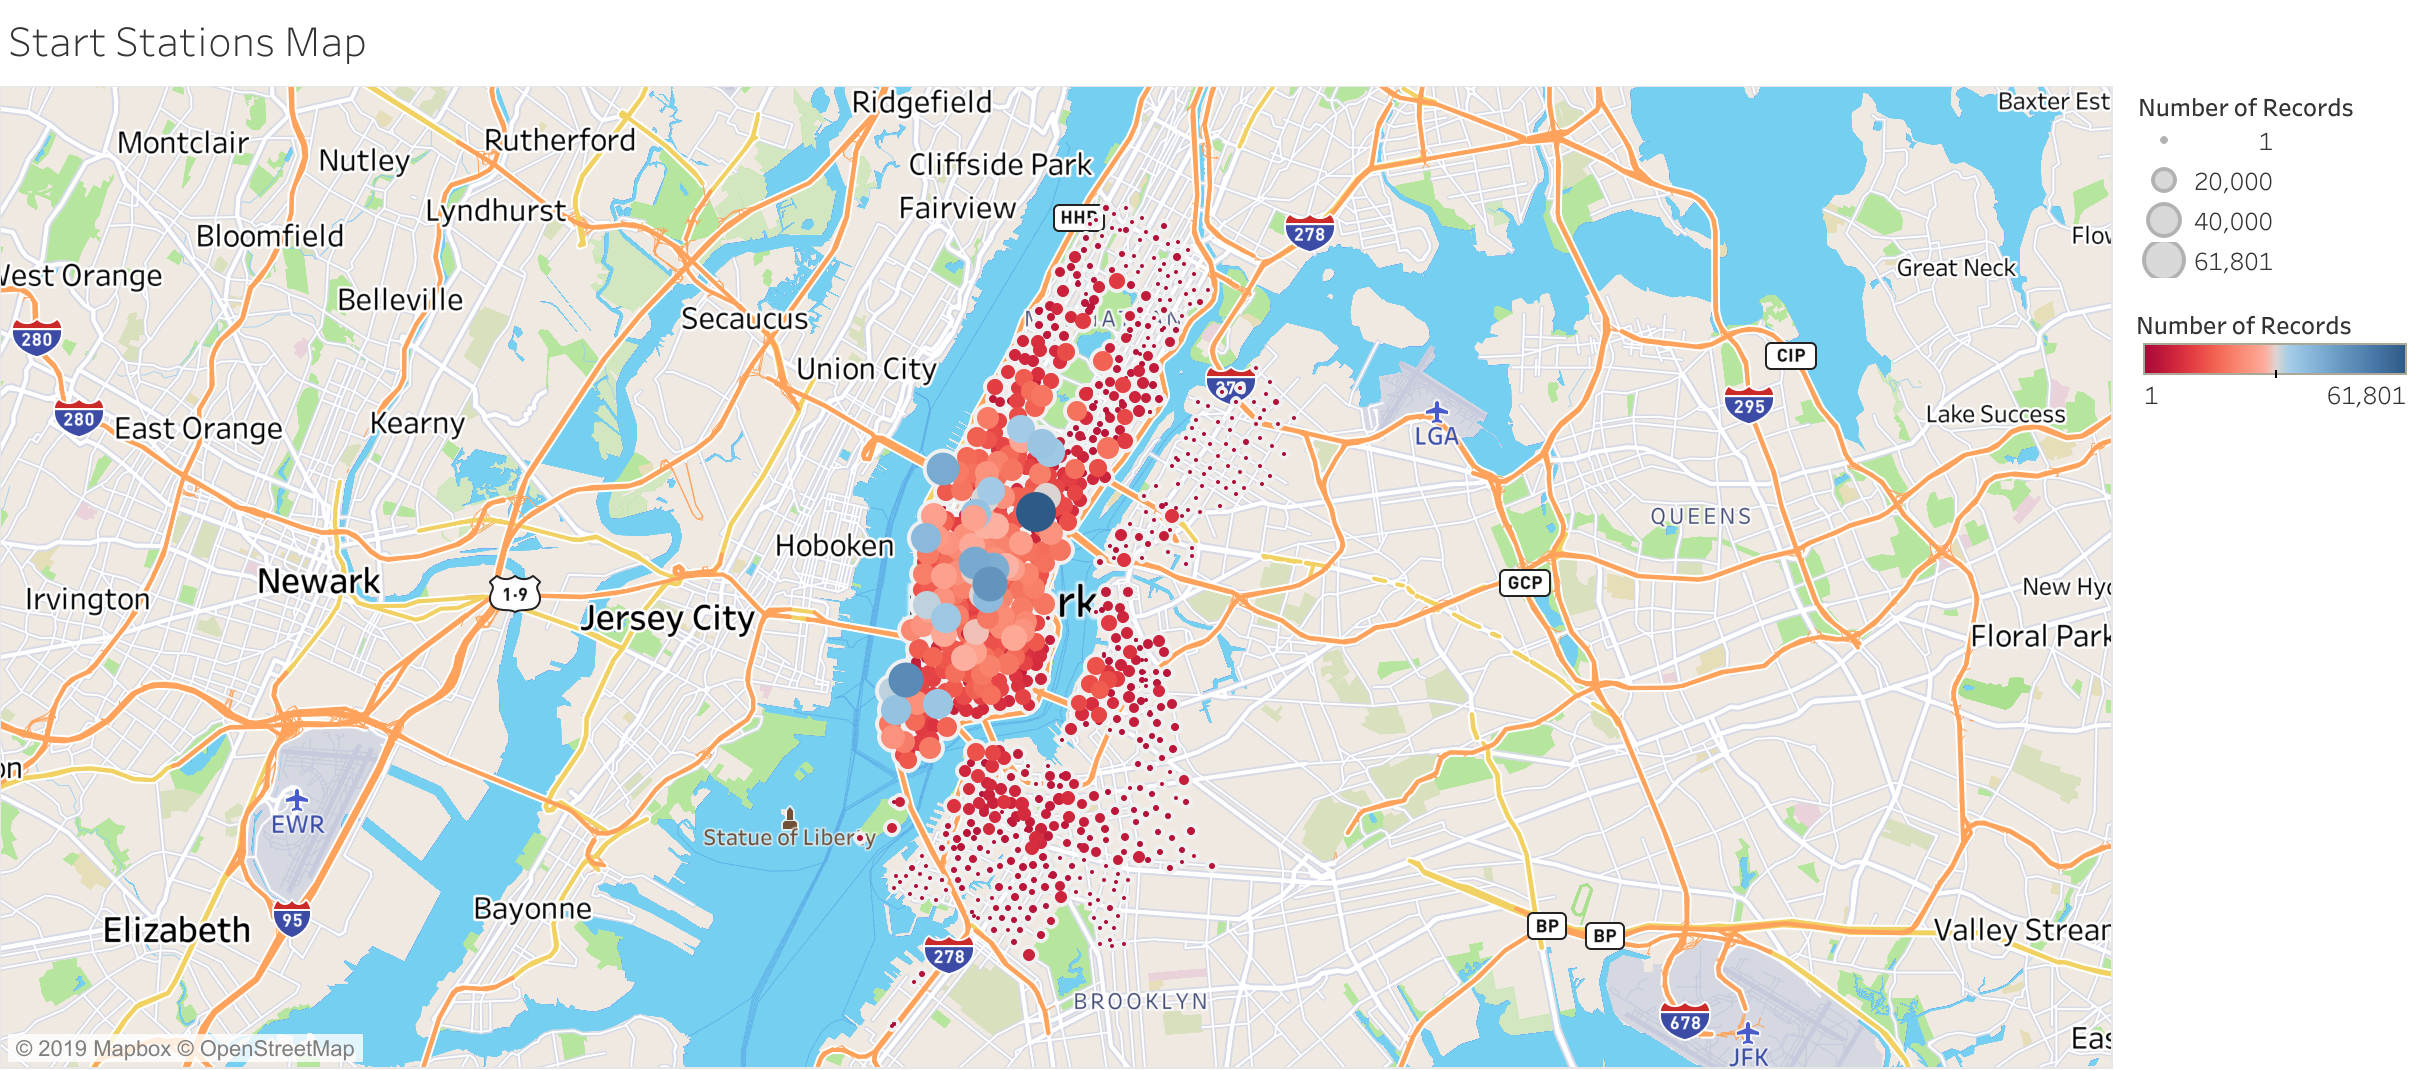 Start Stations Map
Ridgefield
Baxter Est
Montclair
Nutley
Rutherford
Cliffside Park
Lyndhurst
Fairview
HHP
Bloomfield
278
Flow
West Orange
Great Neck
Belleville
Secaucus
280
Union City
CIP
295
280
East Orange
Kearny
LGA
Lake Success
QUEENS
Hoboken
Newark
1·9
GCP
New Hyd
Irvington
Jersey City
rk
Floral Park
on
EWR
Statue of Liberty
95
Bayonne
Elizabeth
BP
BP
Valley Stream
278
BROOKLYN
678
JFK
Eas
© 2019 Mapbox © OpenStreetMap
Number of Records
1
20,000
40,000
61,801
Number of Records
1
61,801